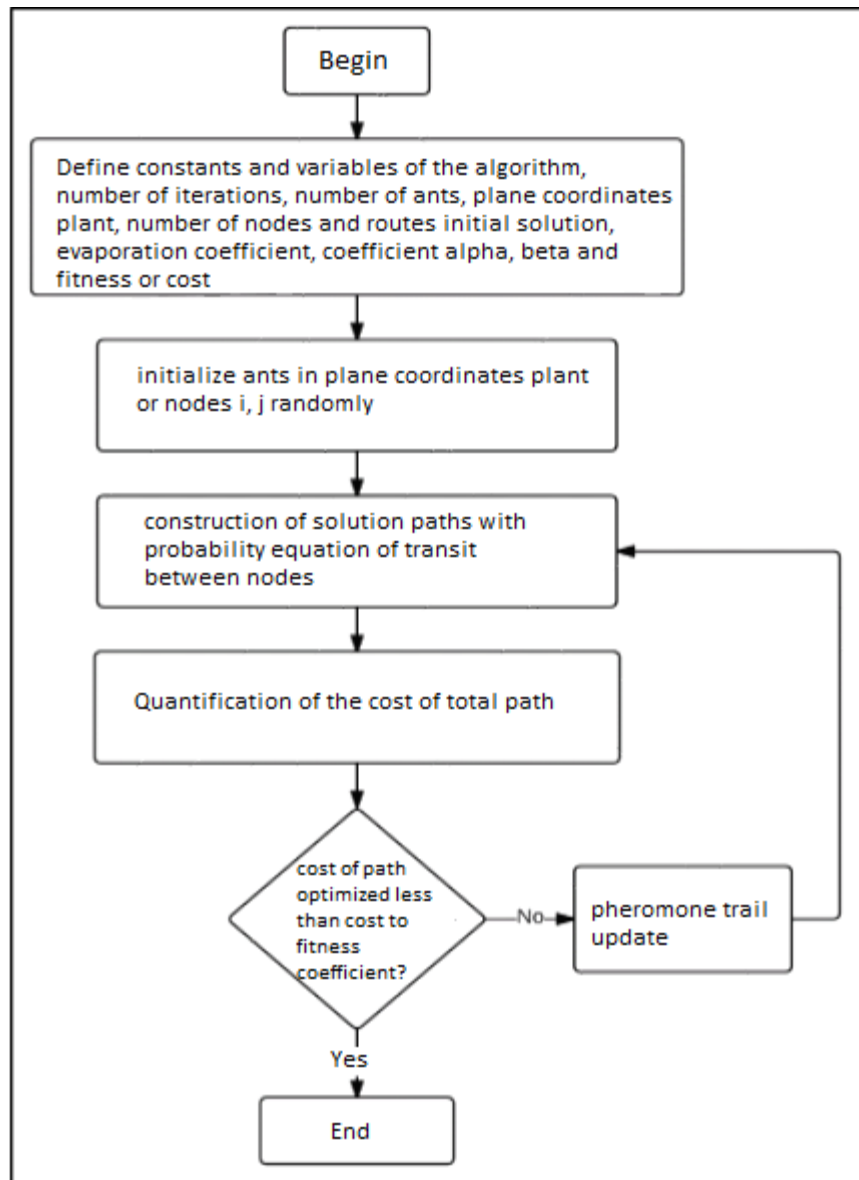 Begin
Define constants and variables of the algorithm,
number of iterations, number of ants, plane coordinates
plant, number of nodes and routes initial solution,
evaporation coefficient, coefficient alpha, beta and
fitness or cost
initialize ants in plane coordinates plant
or nodes i, j randomly
construction of solution paths with
probability equation of transit
between nodes
Quantification of the cost of total path
cost of path
optimized less
than cost to
fitness
coefficient?
No
pheromone trail
update
Yes
End